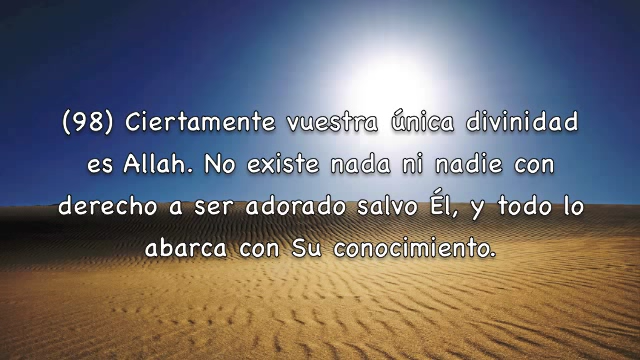 (98) Ciertamente vuestra única divinidad
es Allah. No existe nada ni nadie con
derecho a ser adorado salvo Él, y todo lo
abarca con Su conocimiento.